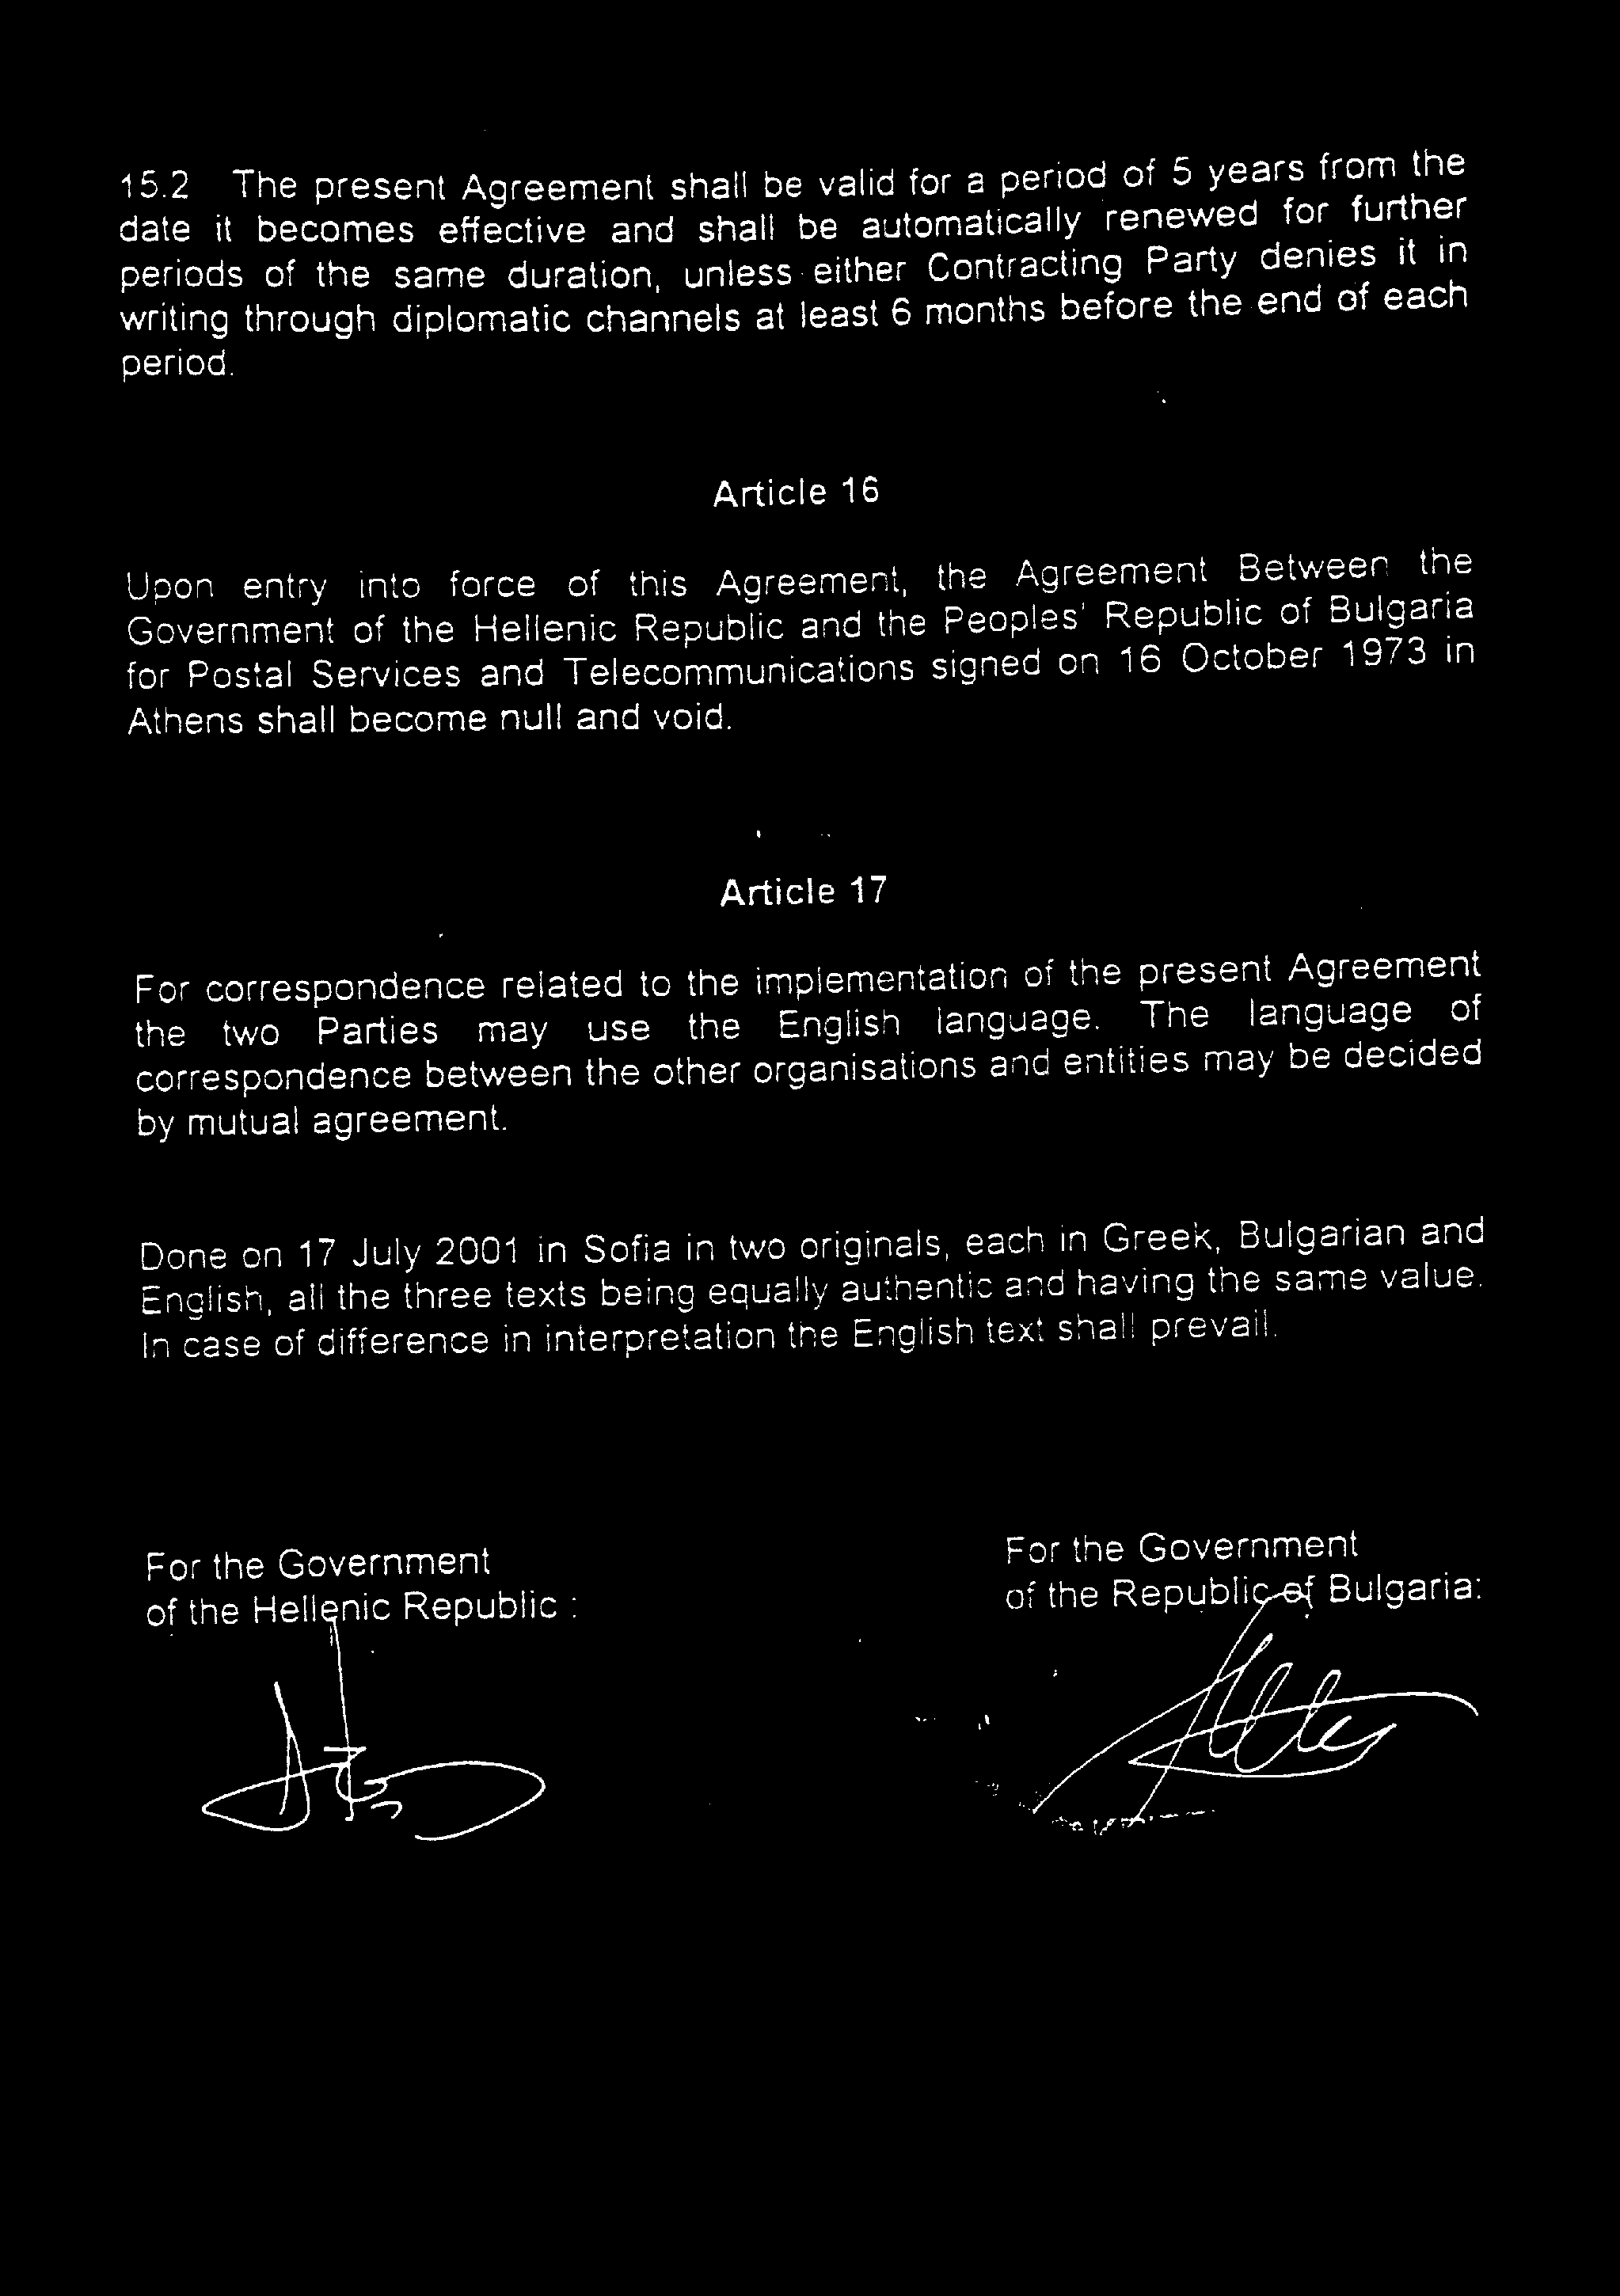 15.2 The present Agreement shall be valid for a period of 5 years from the
date it becomes effective and shall be automatically renewed for further
periods of the same duration, unless either Contracting Party denies it in
writing through diplomatic channels at least 6 months before the end of each
period.
Article 16
Upon entry into force of this Agreement, the Agreement Between the
Government of the Hellenic Republic and the Peoples' Republic of Bulgaria
for Postal Services and Telecommunications signed on 16 October 1973 in
Athens shall become null and void.
Article 17
For correspondence related to the implementation of the present Agreement
the two Parties may use the English language. The language of
correspondence between the other organisations and entities may be decided
by mutual agreement.
Done on 17 July 2001 in Sofia in two originals, each in Greek, Bulgarian and
English, all the three texts being equally authentic and having the same value.
In case of difference in interpretation the English text shall prevail.
For the Government
of the Hellenic Republic :
For the Government
of the Republic of Bulgaria: